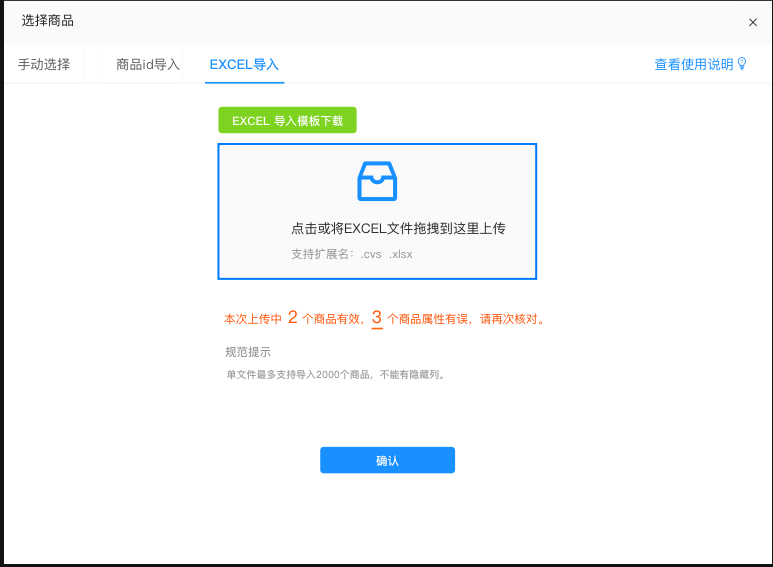 选择商品
手动选择 商品id导入 EXCEL导入 查看使用说明
EXCEL 导入模板下载
点击或将EXCEL文件拖拽到这里上传
支持扩展名：.cvs .xlsx
本次上传中 2 个商品有效，3 个商品属性有误，请再次核对。
规范提示
单文件最多支持导入2000个商品，不能有隐藏列。
确认